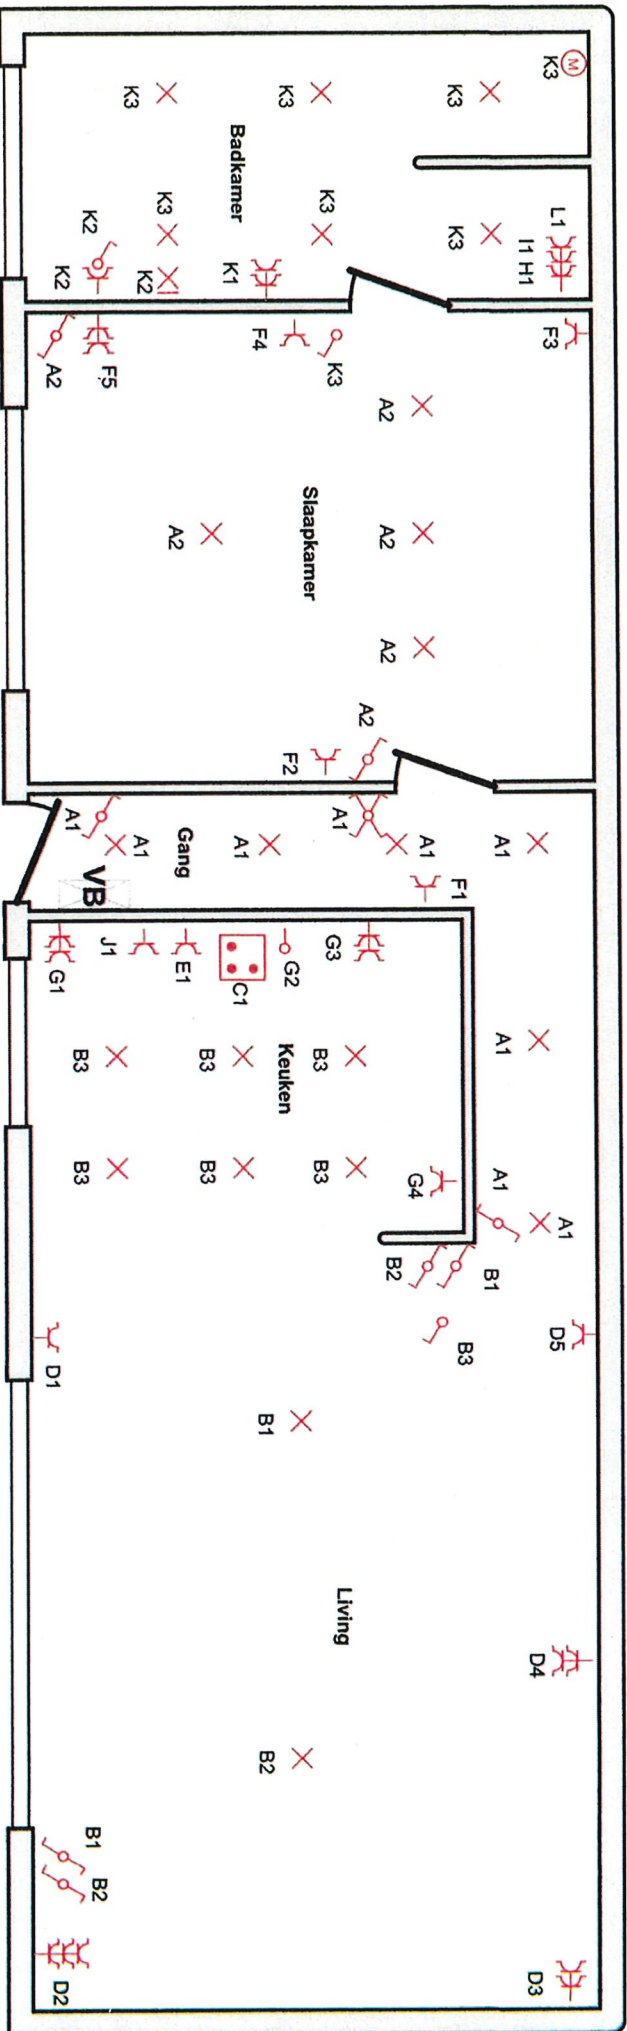 M
K3
K3
K3
K3
Badkamer
L1
I1 H1
K3
K3
K3
K1
K2
K2
K2
F3
K3
F4
F5
A2
A2
A2
A2
Slaapkamer
A2
A2
F2
A1
A1
A1
A1
Gang
A1
A1
VB
F1
G3
G2
C1
E1
J1
G1
A1
B3
Keuken
B3
B3
B3
B3
B3
G4
A1
A1
B1
B2
B3
D5
D1
B1
Living
D4
B2
B1
B2
D3
D2